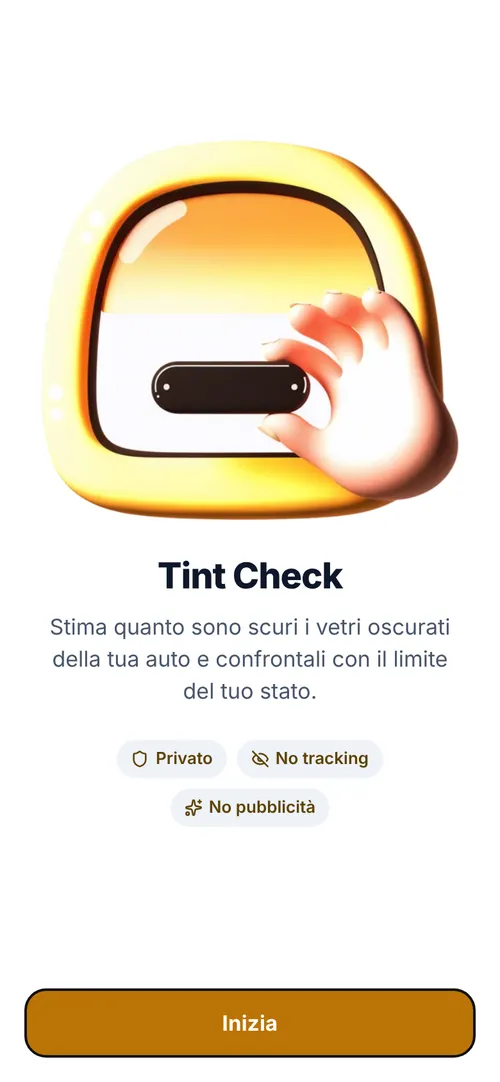 Tint Check
Stima quanto sono scuri i vetri oscurati
della tua auto e confrontali con il limite
del tuo stato.
Privato
No tracking
No pubblicità
Inizia